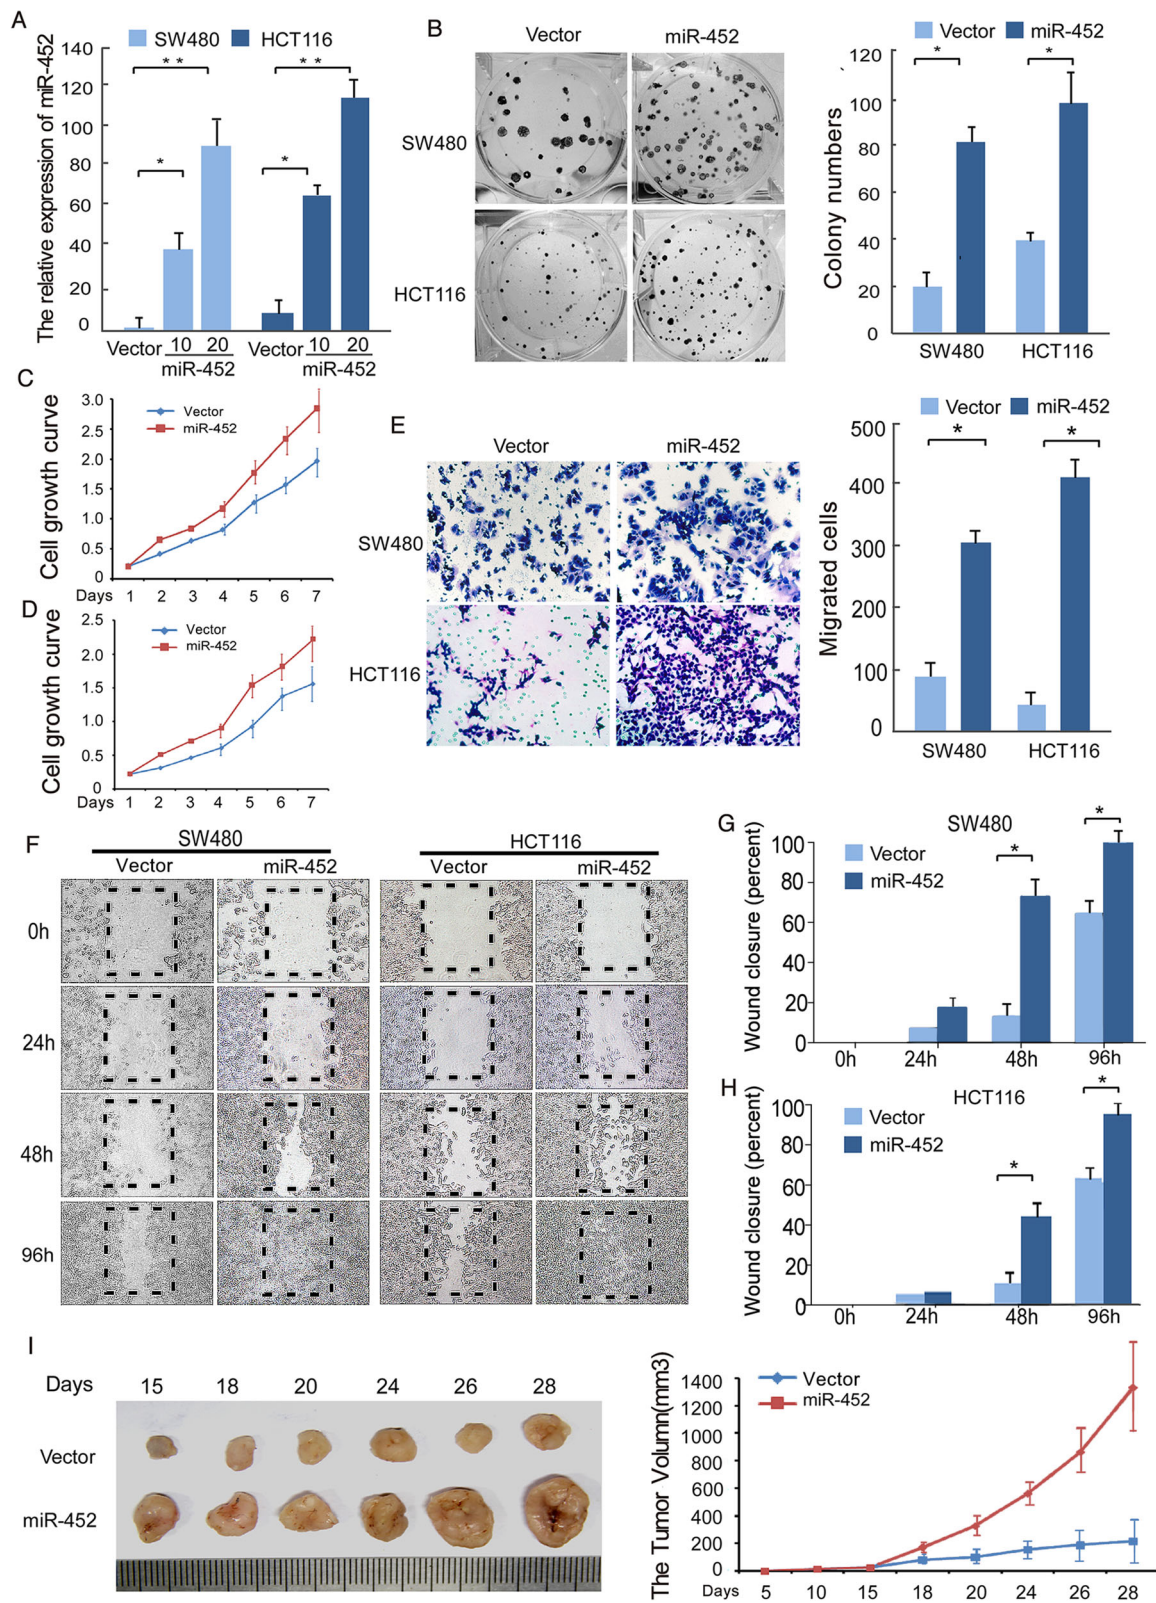 A
SW480 HCT116
The relative expression of miR-452
140
120
100
80
60
40
20
0
* *
* *
*
*
Vector 10 20 Vector 10 20
miR-452 miR-452
B
Vector miR-452
SW480
HCT116
Vector miR-452
Colony numbers
120
100
80
60
40
20
0
*
*
SW480 HCT116
C
Cell growth curve
Vector
miR-452
3.0
2.5
2.0
1.5
1.0
0.5
0
Days 1 2 3 4 5 6 7
D
Cell growth curve
Vector
miR-452
2.5
2.0
1.5
1.0
0.5
0
Days 1 2 3 4 5 6 7
E
Vector miR-452
SW480
HCT116
Vector miR-452
Migrated cells
500
400
300
200
100
0
*
*
SW480 HCT116
F
SW480 HCT116
Vector miR-452 Vector miR-452
0h
24h
48h
96h
G
SW480
Vector
miR-452
Wound closure (percent)
100
80
60
40
20
0
*
*
0h 24h 48h 96h
H
HCT116
Vector
miR-452
Wound closure (percent)
100
80
60
40
20
0
*
*
0h 24h 48h 96h
I
Days 15 18 20 24 26 28
Vector
miR-452
Vector
miR-452
The Tumor Volumn(mm3)
1400
1200
1000
800
600
400
200
0
Days 5 10 15 18 20 24 26 28